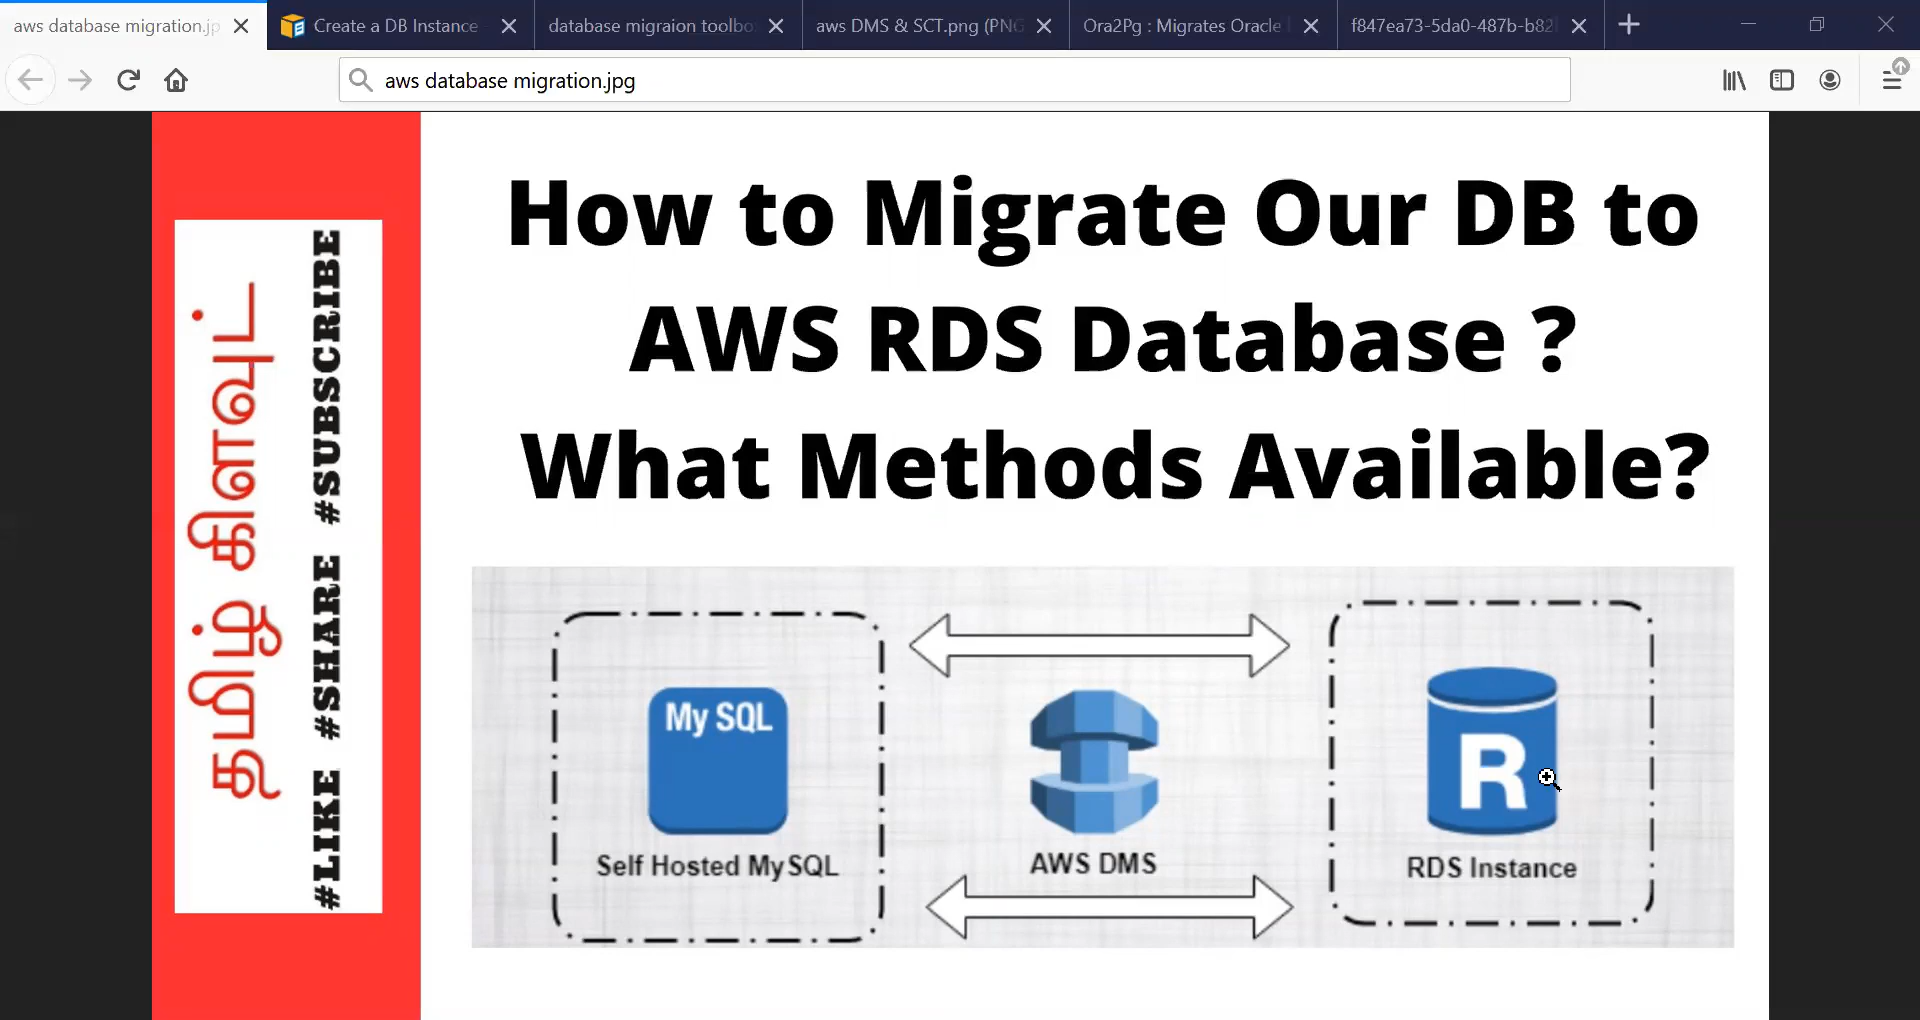 aws database migration.jp
Create a DB Instance
database migraion toolbo
aws DMS & SCT.png (PNG
Ora2Pg : Migrates Oracle
f847ea73-5da0-487b-b82
aws database migration.jpg
தமிழ் கிளவுட்
#LIKE #SHARE #SUBSCRIBE
How to Migrate Our DB to
AWS RDS Database ?
What Methods Available?
My SQL
Self Hosted MySQL
AWS DMS
R
RDS Instance